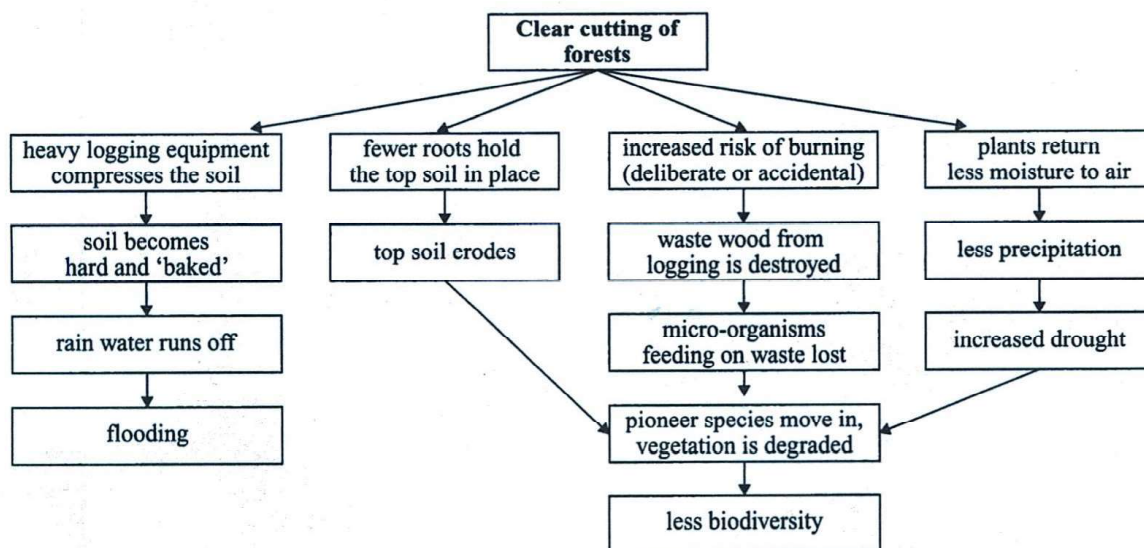 Clear cutting of
forests
heavy logging equipment
compresses the soil
fewer roots hold
the top soil in place
increased risk of burning
(deliberate or accidental)
plants return
less moisture to air
soil becomes
hard and ‘baked’
top soil erodes
waste wood from
logging is destroyed
less precipitation
rain water runs off
micro-organisms
feeding on waste lost
increased drought
flooding
pioneer species move in,
vegetation is degraded
less biodiversity